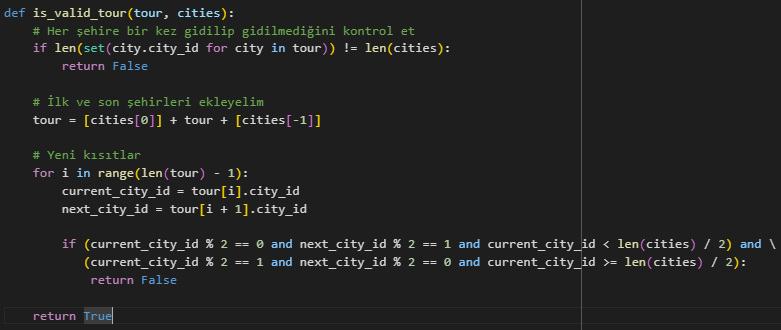 def is_valid_tour(tour, cities):
    # Her şehire bir kez gidilip gidilmediğini kontrol et
    if len(set(city.city_id for city in tour)) != len(cities):
        return False

    # İlk ve son şehirleri ekleyelim
    tour = [cities[0]] + tour + [cities[-1]]

    # Yeni kısıtlar
    for i in range(len(tour) - 1):
        current_city_id = tour[i].city_id
        next_city_id = tour[i + 1].city_id

        if (current_city_id % 2 == 0 and next_city_id % 2 == 1 and current_city_id < len(cities) / 2) and \
           (current_city_id % 2 == 1 and next_city_id % 2 == 0 and current_city_id >= len(cities) / 2):
            return False

    return True